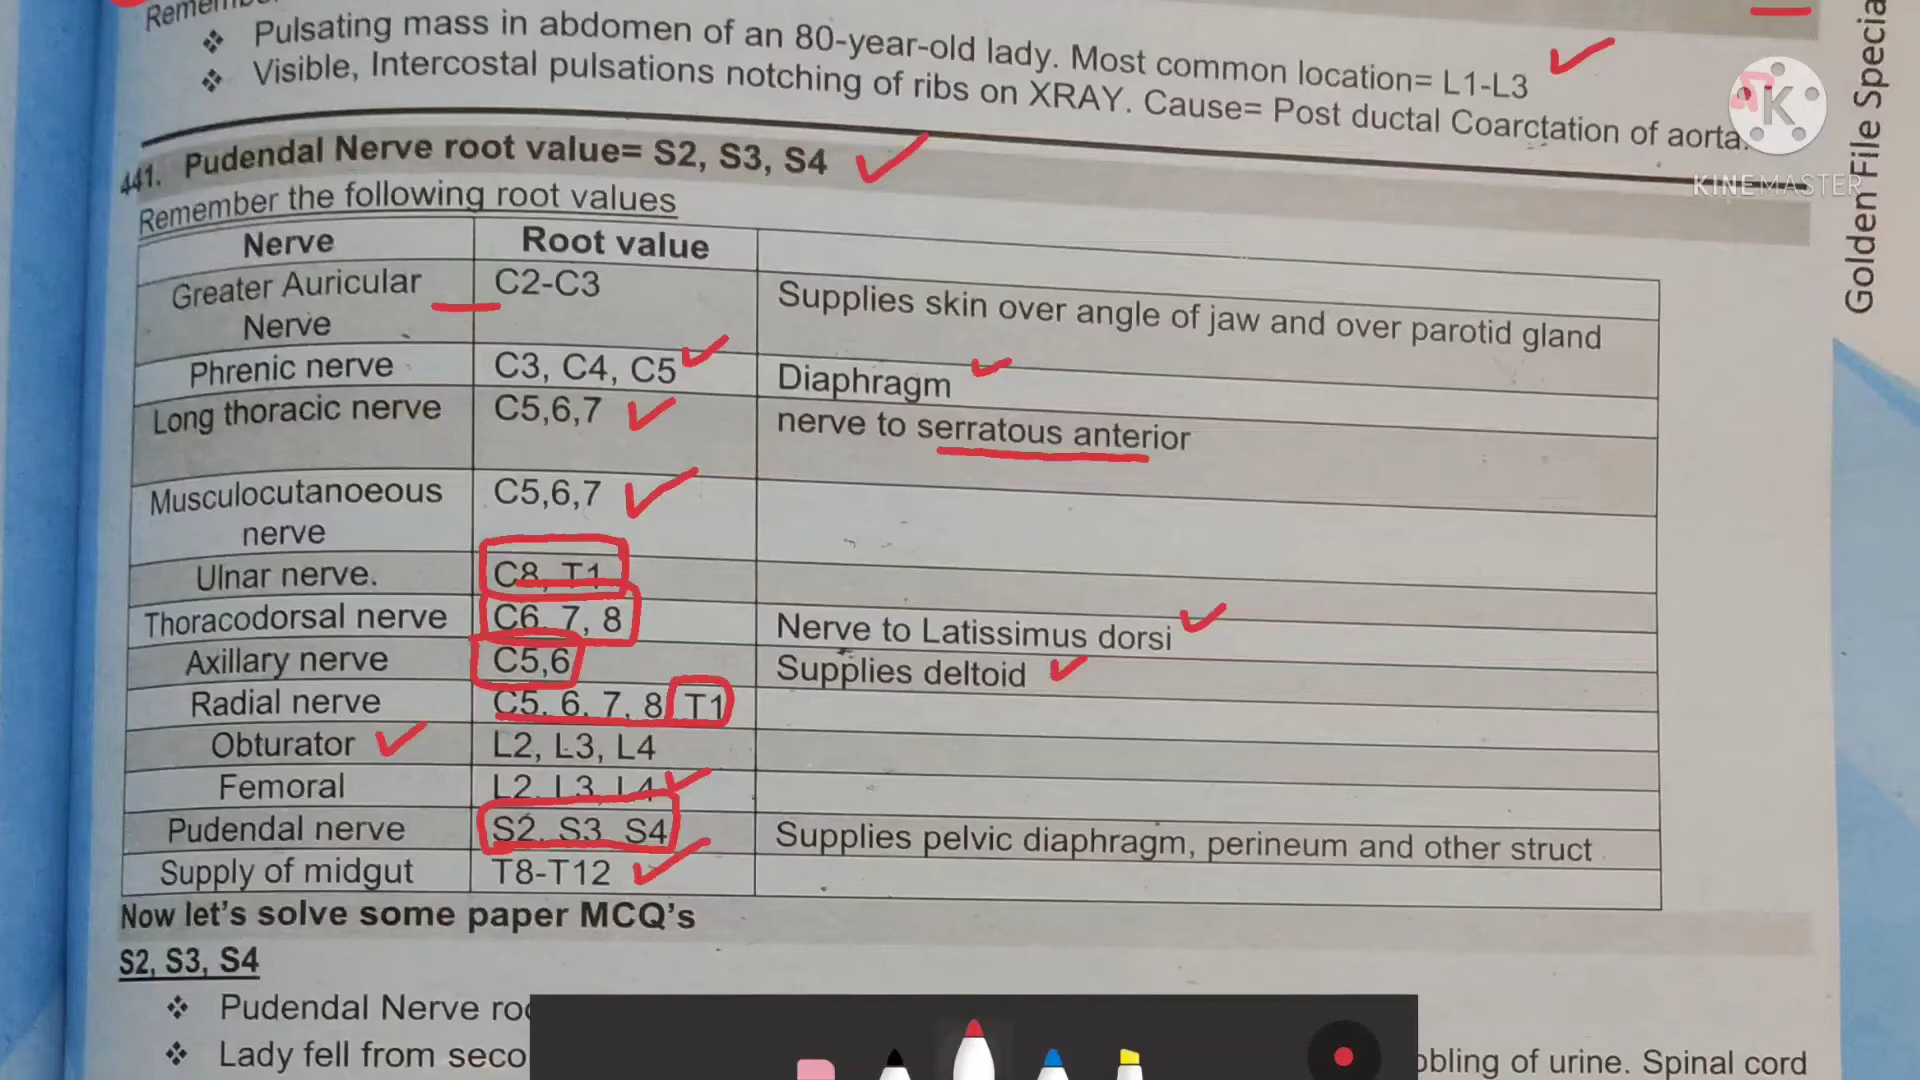 ❖ Pulsating mass in abdomen of an 80-year-old lady. Most common location= L1-L3
❖ Visible, Intercostal pulsations notching of ribs on XRAY. Cause= Post ductal Coarctation of aorta.
K
KINEMASTER
Golden File Specia
441. Pudendal Nerve root value= S2, S3, S4
Remember the following root values
Nerve Root value
Greater Auricular Nerve C2-C3 Supplies skin over angle of jaw and over parotid gland
Phrenic nerve C3, C4, C5 Diaphragm
Long thoracic nerve C5,6,7 nerve to serratous anterior
Musculocutanoeous nerve C5,6,7
Ulnar nerve. C8, T1
Thoracodorsal nerve C6. 7, 8 Nerve to Latissimus dorsi
Axillary nerve C5,6 Supplies deltoid
Radial nerve C5. 6. 7, 8 T1
Obturator L2, L3, L4
Femoral L2, L3, L4
Pudendal nerve S2. S3 S4 Supplies pelvic diaphragm, perineum and other struct
Supply of midgut T8-T12
Now let's solve some paper MCQ's
S2, S3, S4
❖ Pudendal Nerve
❖ Lady fell from of urine. Spinal cord